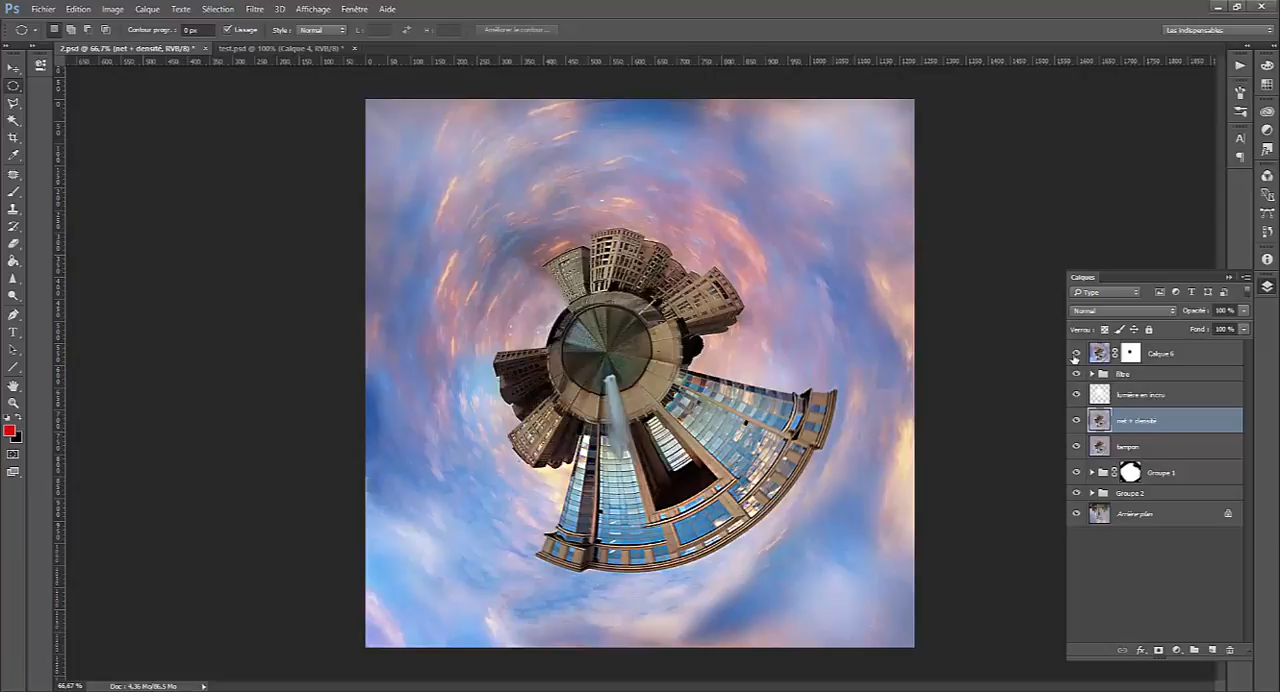 Ps Fichier Edition Image Calque Texte Sélection Filtre 3D Affichage Fenêtre Aide
Contour progr.: 0 px Lissage Style: Normal L: H: Améliorer le contour... Les indispensables
2.psd @ 66,7% (net + densité, RVB/8) * × test.psd @ 100% (Calque 4, RVB/8) * ×
Calques
Type
Normal Opacité: 100 %
Verrou: Fond: 100 %
Calque 6
filtre
lumière en incru
net + densité
tampon
Groupe 1
Groupe 2
Arrière-plan
66,67 % Doc: 4,36 Mo/86,5 Mo